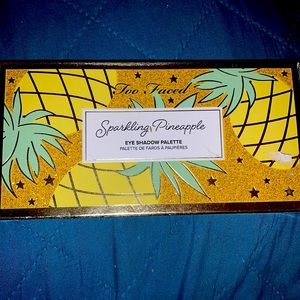 Too Faced
Sparkling Pineapple
EYE SHADOW PALETTE
PALETTE DE FARDS À PAUPIÈRES